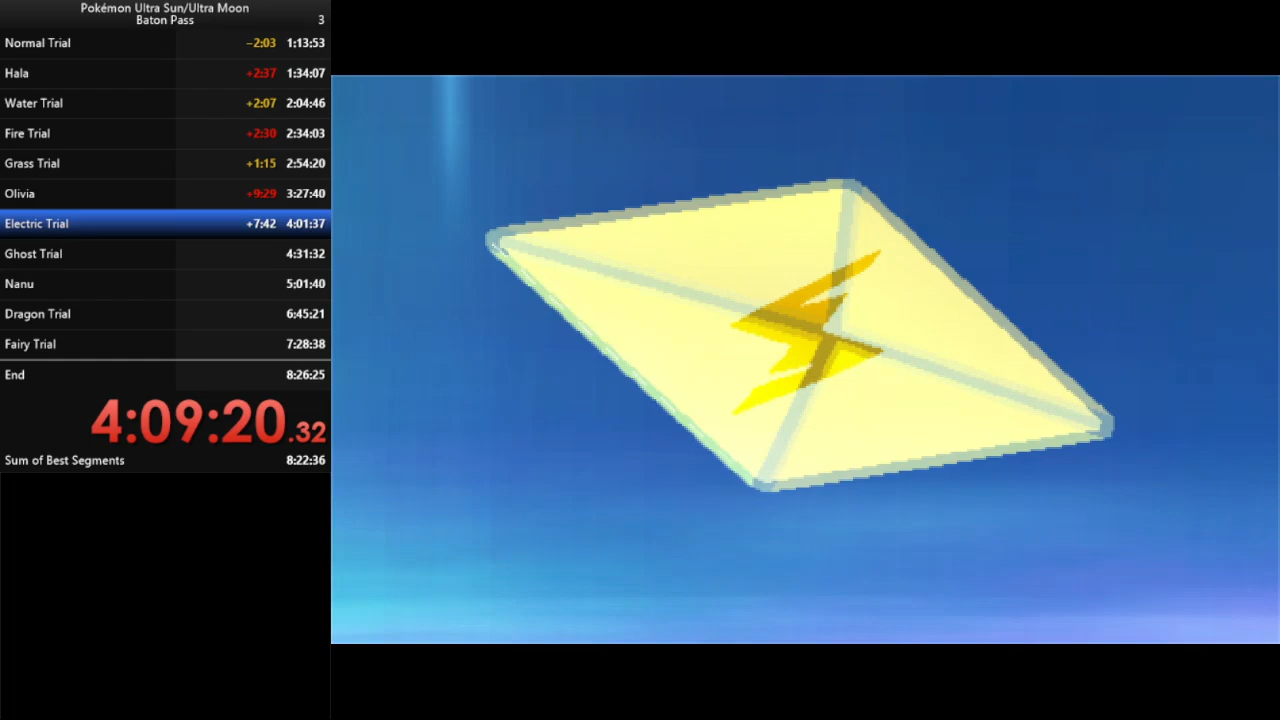 Pokémon Ultra Sun/Ultra Moon
Baton Pass 3
Normal Trial −2:03 1:13:53
Hala +2:37 1:34:07
Water Trial +2:07 2:04:46
Fire Trial +2:30 2:34:03
Grass Trial +1:15 2:54:20
Olivia +9:29 3:27:40
Electric Trial +7:42 4:01:37
Ghost Trial 4:31:32
Nanu 5:01:40
Dragon Trial 6:45:21
Fairy Trial 7:28:38
End 8:26:25
4:09:20.32
Sum of Best Segments 8:22:36